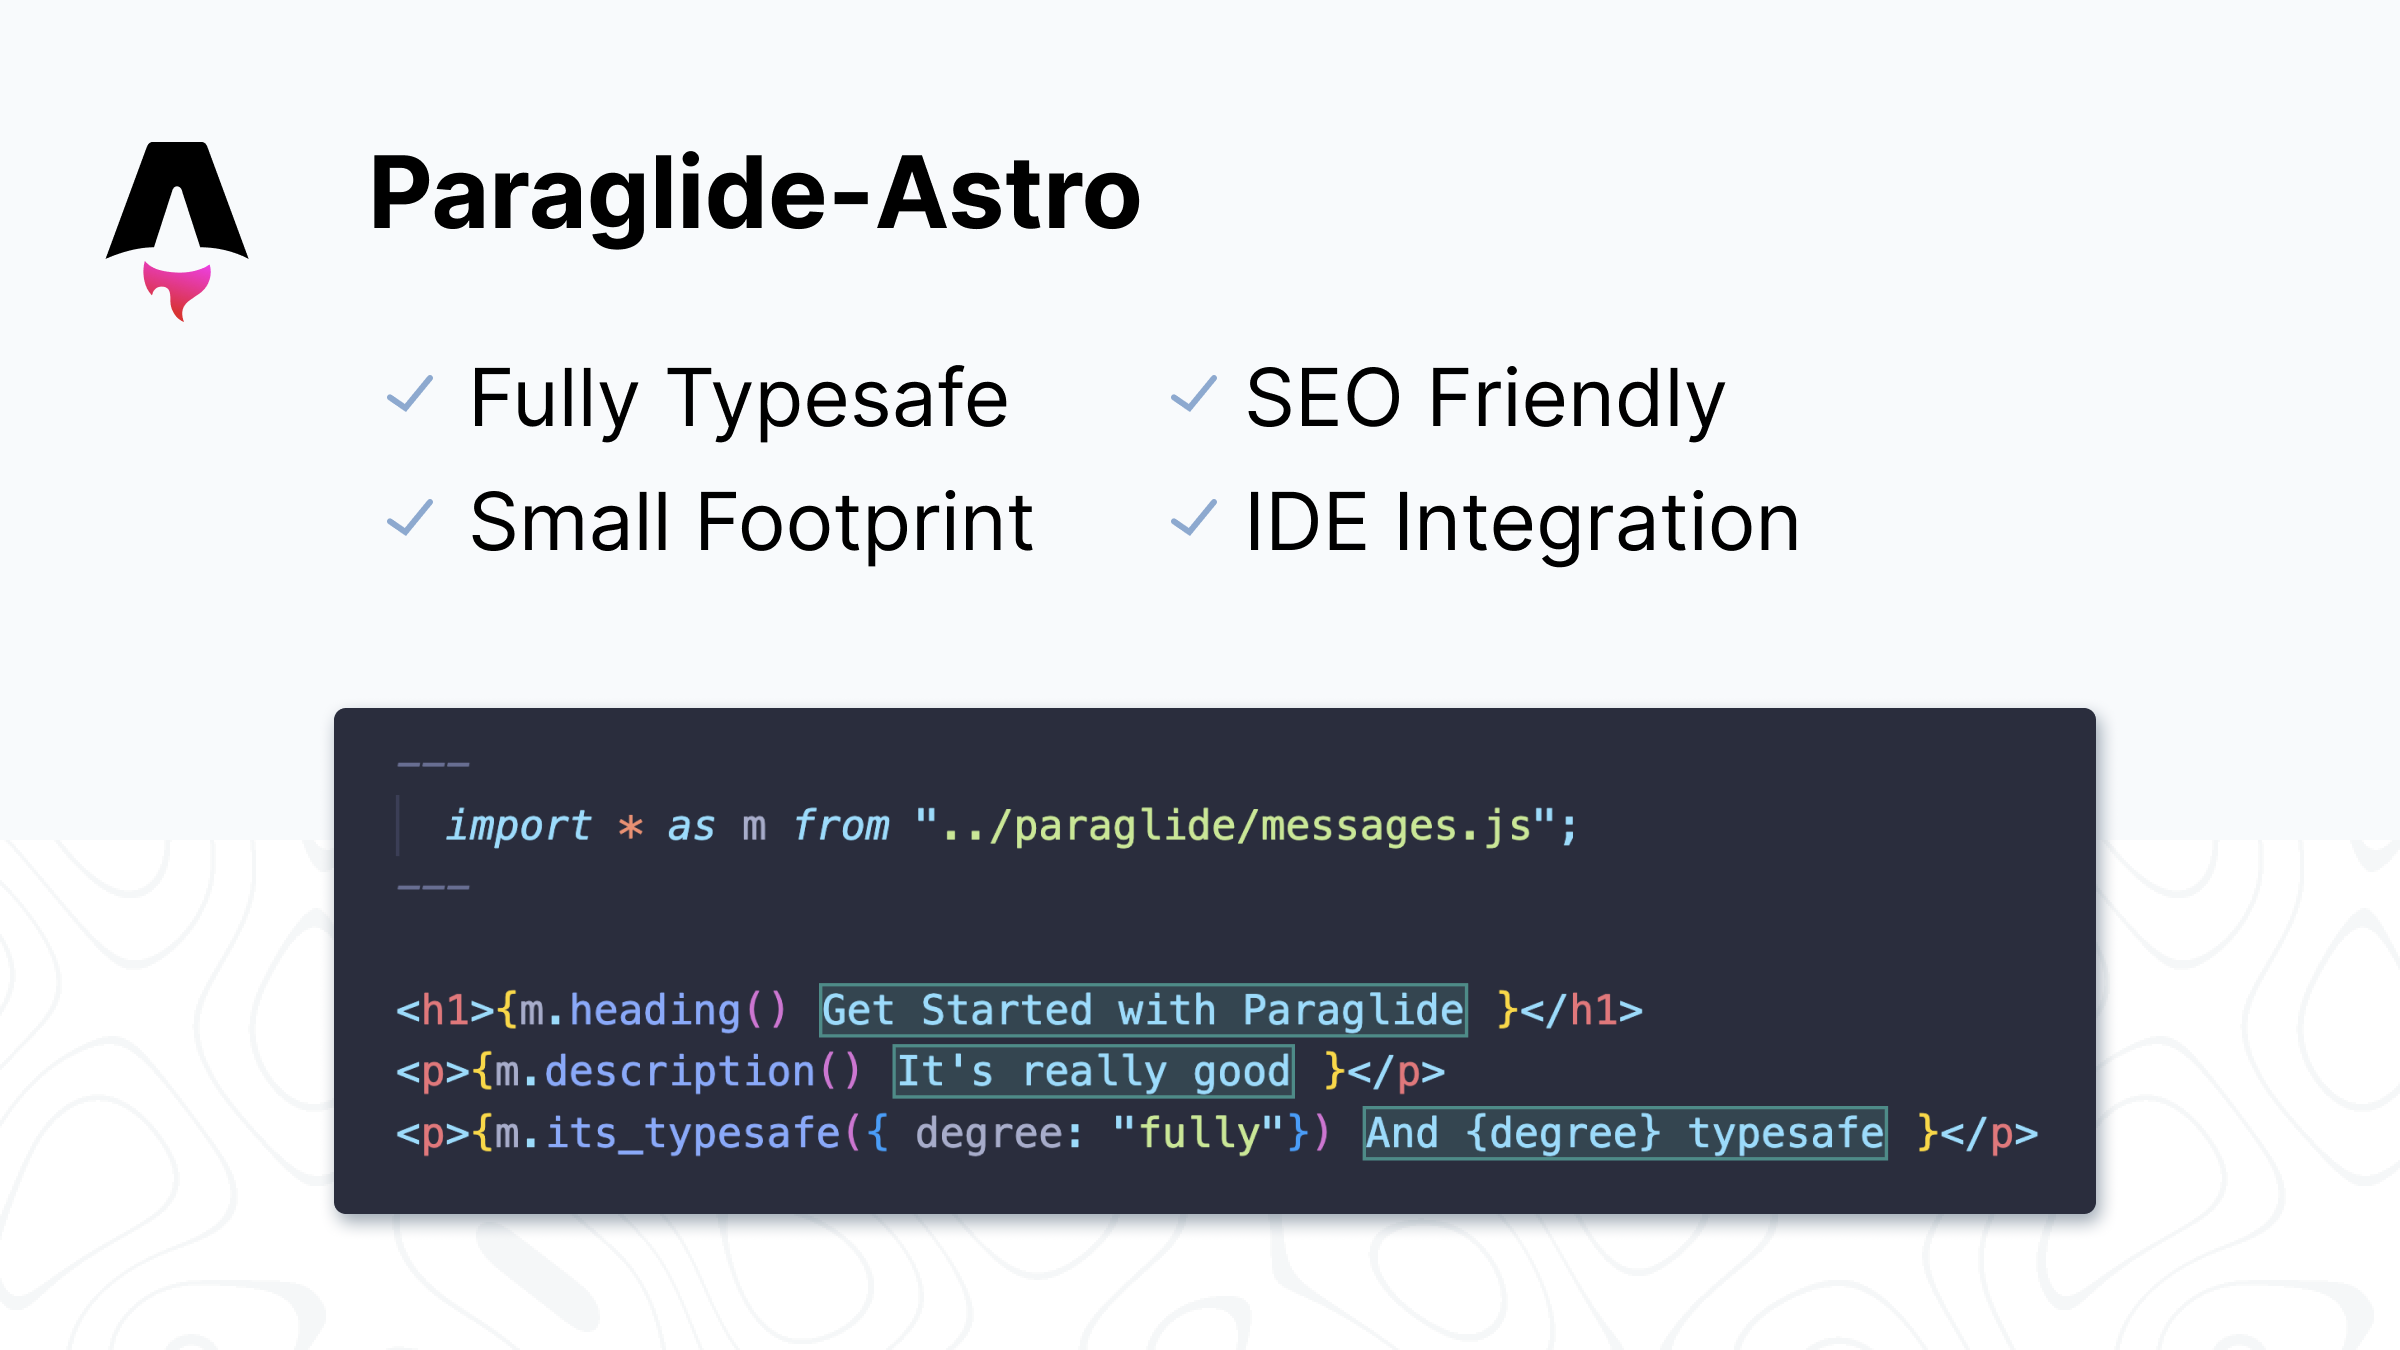 Paraglide-Astro
Fully Typesafe
SEO Friendly
Small Footprint
IDE Integration
---
import * as m from "../paraglide/messages.js";
---
<h1>{m.heading() Get Started with Paraglide }</h1>
<p>{m.description() It's really good }</p>
<p>{m.its_typesafe({ degree: "fully"}) And {degree} typesafe }</p>